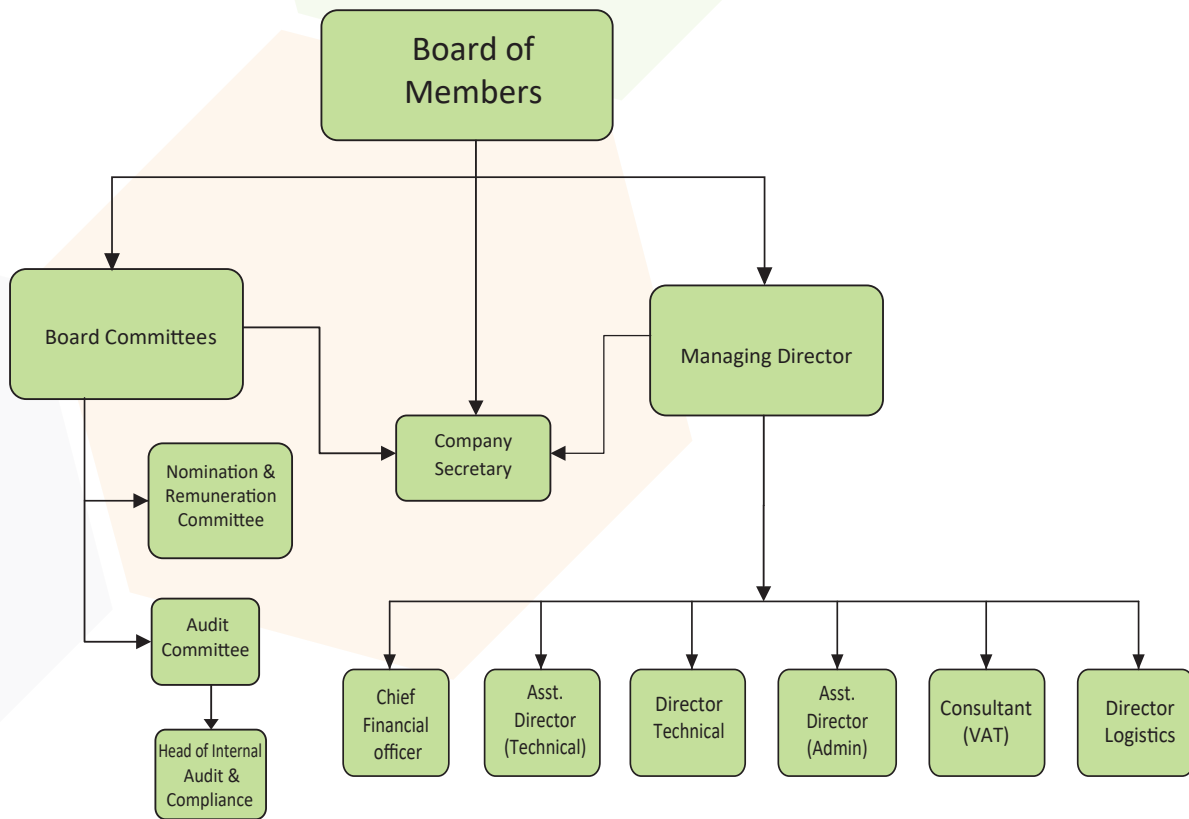 Board of
Members
Board Committees
Managing Director
Company
Secretary
Nomination &
Remuneration
Committee
Audit
Committee
Head of Internal
Audit &
Compliance
Chief
Financial
officer
Asst.
Director
(Technical)
Director
Technical
Asst.
Director
(Admin)
Consultant
(VAT)
Director
Logistics